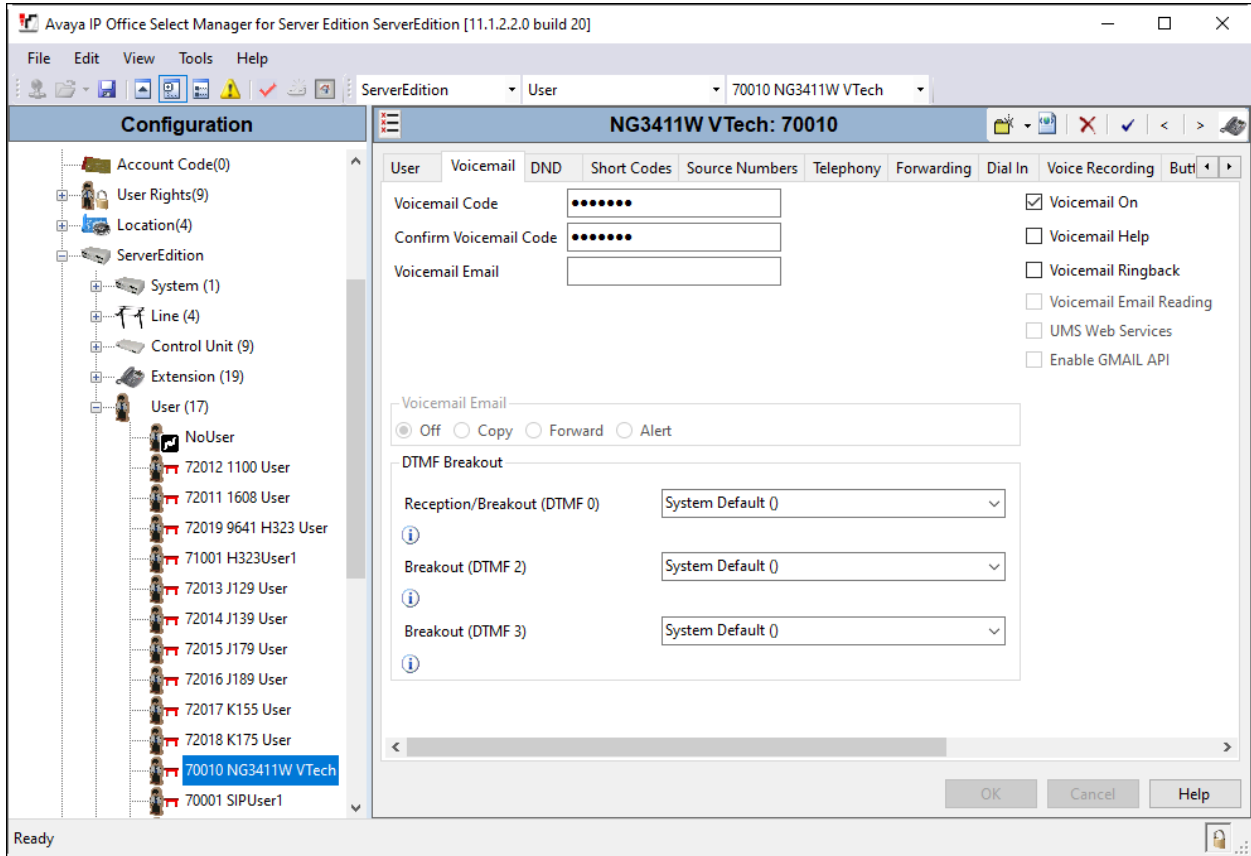 Avaya IP Office Select Manager for Server Edition ServerEdition [11.1.2.2.0 build 20]
File Edit View Tools Help
ServerEdition User 70010 NG3411W VTech
Configuration
Account Code(0)
User Rights(9)
Location(4)
ServerEdition
System (1)
Line (4)
Control Unit (9)
Extension (19)
User (17)
NoUser
72012 1100 User
72011 1608 User
72019 9641 H323 User
71001 H323User1
72013 J129 User
72014 J139 User
72015 J179 User
72016 J189 User
72017 K155 User
72018 K175 User
70010 NG3411W VTech
70001 SIPUser1
NG3411W VTech: 70010
User Voicemail DND Short Codes Source Numbers Telephony Forwarding Dial In Voice Recording Butt
Voicemail Code ●●●●●●●
Confirm Voicemail Code ●●●●●●●
Voicemail Email
Voicemail On
Voicemail Help
Voicemail Ringback
Voicemail Email Reading
UMS Web Services
Enable GMAIL API
Voicemail Email
Off Copy Forward Alert
DTMF Breakout
Reception/Breakout (DTMF 0) System Default ()
Breakout (DTMF 2) System Default ()
Breakout (DTMF 3) System Default ()
OK Cancel Help
Ready